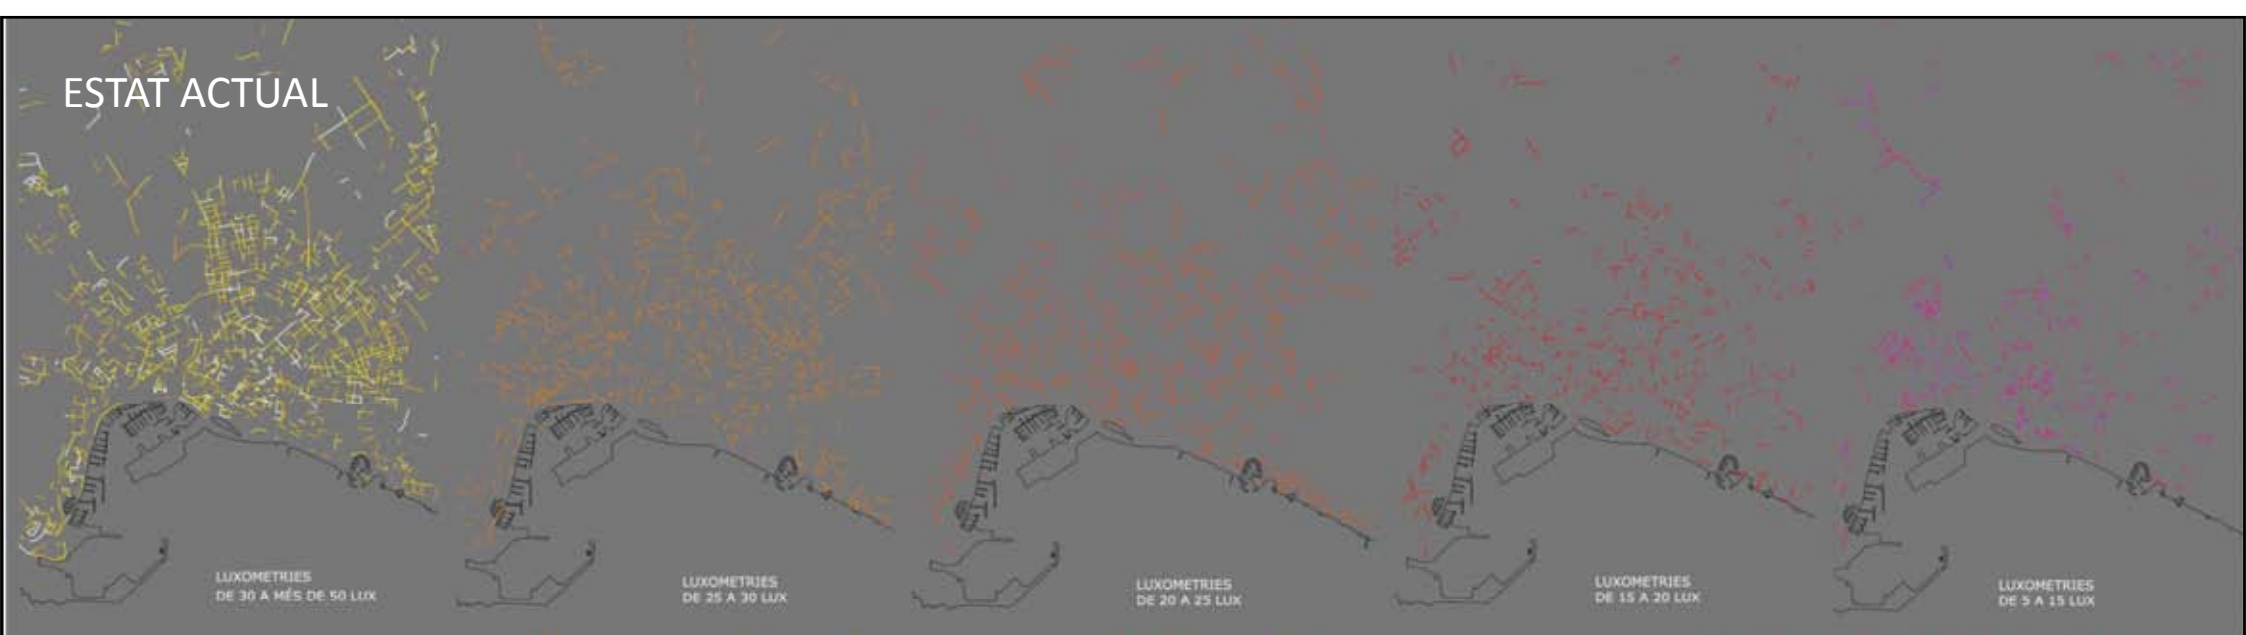 ESTAT ACTUAL
LUXOMETRIES
DE 30 A MÉS DE 50 LUX
LUXOMETRIES
DE 25 A 30 LUX
LUXOMETRIES
DE 20 A 25 LUX
LUXOMETRIES
DE 15 A 20 LUX
LUXOMETRIES
DE 5 A 15 LUX